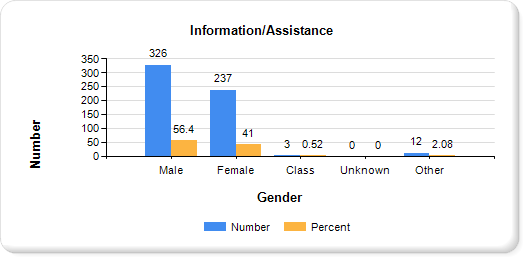 Information/Assistance
350
300
250
200
150
100
50
0
Number
326
56.4
237
41
3
0.52
0
0
12
2.08
Male
Female
Class
Unknown
Other
Gender
Number
Percent